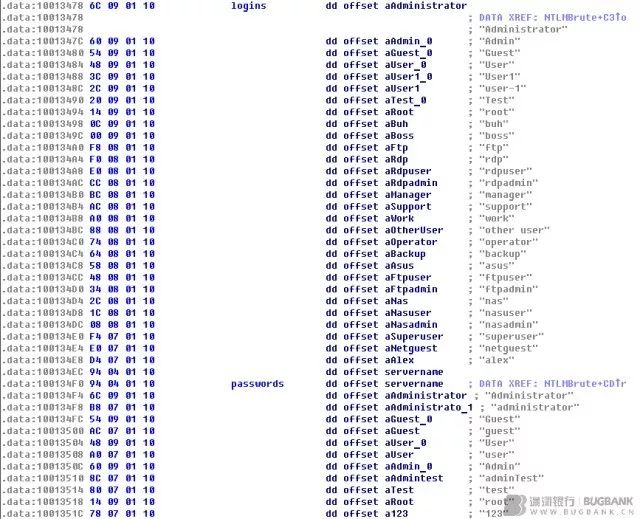 .data:10013478 6C 09 01 10 logins dd offset aAdministrator
.data:10013478 ; DATA XREF: NTLMBrute+C3↑o
.data:10013478 ; "Administrator"
.data:1001347C 60 09 01 10 dd offset aAdmin_0 ; "Admin"
.data:10013480 54 09 01 10 dd offset aGuest_0 ; "Guest"
.data:10013484 48 09 01 10 dd offset aUser_0 ; "User"
.data:10013488 3C 09 01 10 dd offset aUser1_0 ; "User1"
.data:1001348C 2C 09 01 10 dd offset aUser1 ; "user-1"
.data:10013490 20 09 01 10 dd offset aTest_0 ; "Test"
.data:10013494 14 09 01 10 dd offset aRoot ; "root"
.data:10013498 0C 09 01 10 dd offset aBuh ; "buh"
.data:1001349C 00 09 01 10 dd offset aBoss ; "boss"
.data:100134A0 F8 08 01 10 dd offset aFtp ; "ftp"
.data:100134A4 F0 08 01 10 dd offset aRdp ; "rdp"
.data:100134A8 E0 08 01 10 dd offset aRdpuser ; "rdpuser"
.data:100134AC CC 08 01 10 dd offset aRdpadmin ; "rdpadmin"
.data:100134B0 BC 08 01 10 dd offset aManager ; "manager"
.data:100134B4 AC 08 01 10 dd offset aSupport ; "support"
.data:100134B8 A0 08 01 10 dd offset aWork ; "work"
.data:100134BC 88 08 01 10 dd offset aOtherUser ; "other user"
.data:100134C0 74 08 01 10 dd offset aOperator ; "operator"
.data:100134C4 64 08 01 10 dd offset aBackup ; "backup"
.data:100134C8 58 08 01 10 dd offset aAsus ; "asus"
.data:100134CC 48 08 01 10 dd offset aFtpuser ; "ftpuser"
.data:100134D0 34 08 01 10 dd offset aFtpadmin ; "ftpadmin"
.data:100134D4 2C 08 01 10 dd offset aNas ; "nas"
.data:100134D8 1C 08 01 10 dd offset aNasuser ; "nasuser"
.data:100134DC 08 08 01 10 dd offset aNasadmin ; "nasadmin"
.data:100134E0 F4 07 01 10 dd offset aSuperuser ; "superuser"
.data:100134E4 E0 07 01 10 dd offset aNetguest ; "netguest"
.data:100134E8 D4 07 01 10 dd offset aAlex ; "alex"
.data:100134EC 94 04 01 10 dd offset servername
.data:100134F0 94 04 01 10 passwords dd offset servername ; DATA XREF: NTLMBrute+CD↑r
.data:100134F4 6C 09 01 10 dd offset aAdministrator ; "Administrator"
.data:100134F8 B8 07 01 10 dd offset aAdministrato_1 ; "administrator"
.data:100134FC 54 09 01 10 dd offset aGuest_0 ; "Guest"
.data:10013500 AC 07 01 10 dd offset aGuest ; "guest"
.data:10013504 48 09 01 10 dd offset aUser_0 ; "User"
.data:10013508 A0 07 01 10 dd offset aUser ; "user"
.data:1001350C 60 09 01 10 dd offset aAdmin_0 ; "Admin"
.data:10013510 8C 07 01 10 dd offset aAdmintest ; "adminTest"
.data:10013514 80 07 01 10 dd offset aTest ; "test"
.data:10013518 14 09 01 10 dd offset aRoot ; "root"
.data:1001351C 78 07 01 10 dd offset a123 ; "123"
漏洞银行 | BUGBANK
WWW.BUGBANK.CN